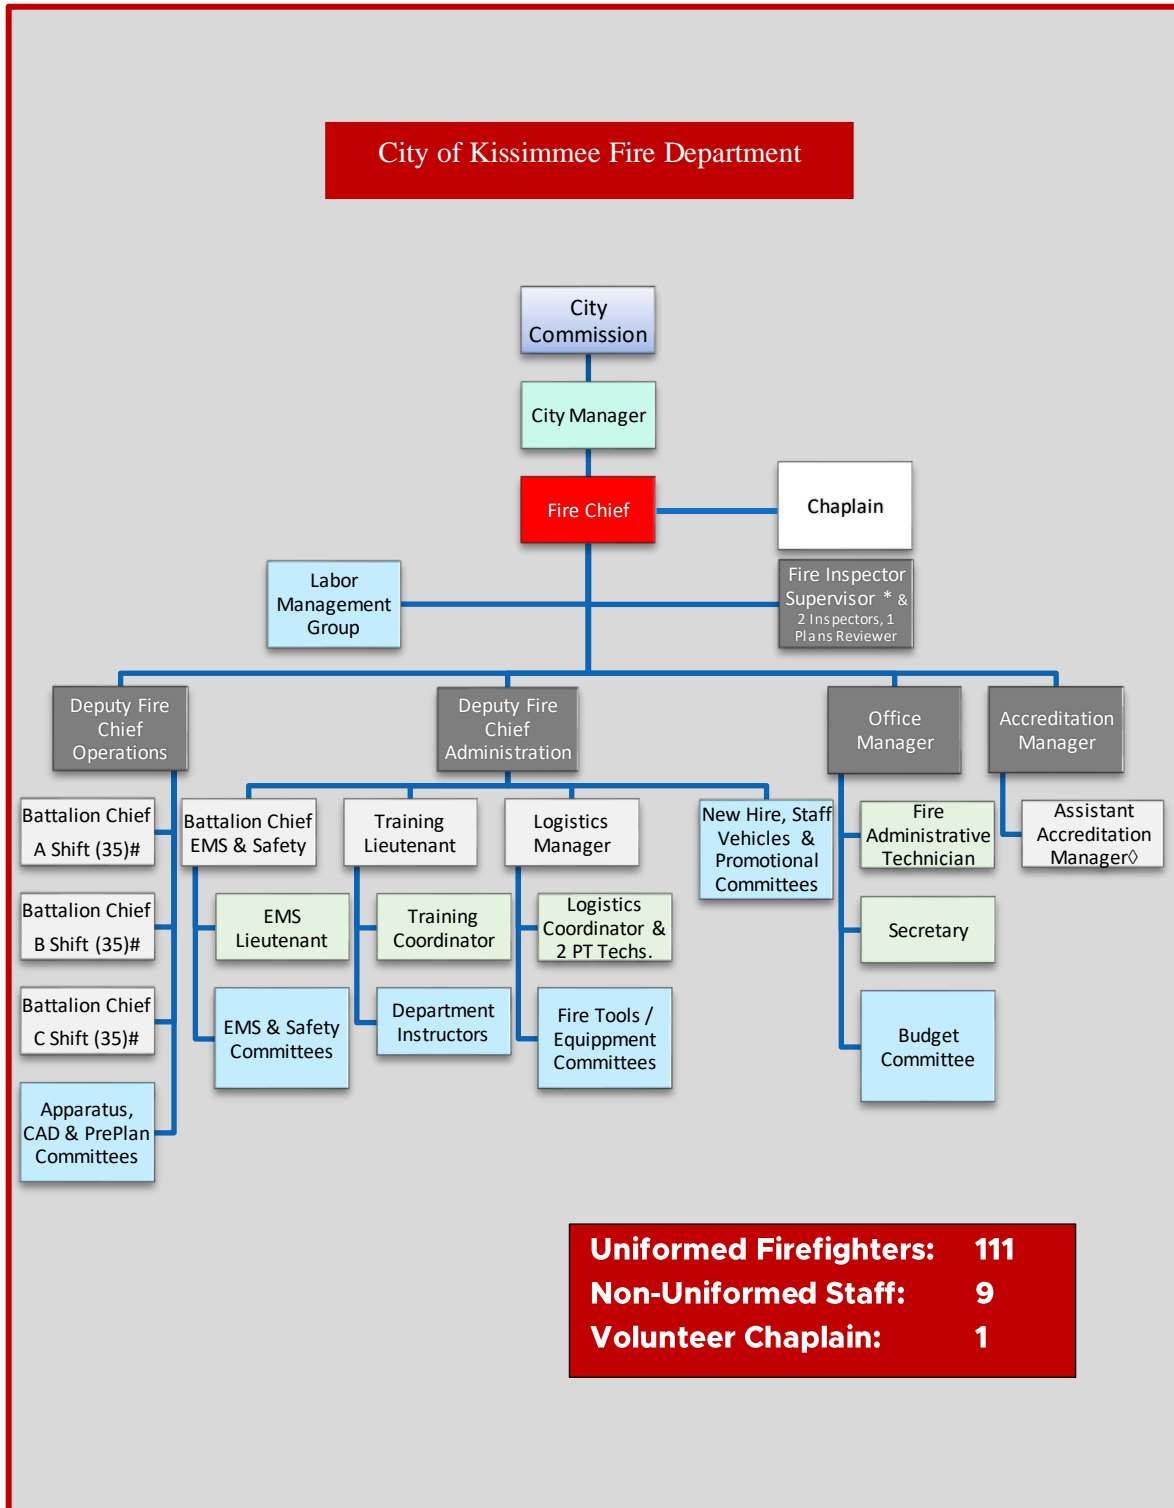 City of Kissimmee Fire Department
City
Commission
City Manager
Fire Chief
Chaplain
Labor
Management
Group
Fire Inspector
Supervisor * &
2 Inspectors, 1
Plans Reviewer
Deputy Fire
Chief
Operations
Deputy Fire
Chief
Administration
Office
Manager
Accreditation
Manager
Battalion Chief
A Shift (35)#
Battalion Chief
EMS & Safety
Training
Lieutenant
Logistics
Manager
New Hire, Staff
Vehicles &
Promotional
Committees
Fire
Administrative
Technician
Assistant
Accreditation
Manager◊
Battalion Chief
B Shift (35)#
EMS
Lieutenant
Training
Coordinator
Logistics
Coordinator &
2 PT Techs.
Secretary
Battalion Chief
C Shift (35)#
EMS & Safety
Committees
Department
Instructors
Fire Tools /
Equippment
Committees
Budget
Committee
Apparatus,
CAD & PrePlan
Committees
Uniformed Firefighters: 111
Non-Uniformed Staff: 9
Volunteer Chaplain: 1